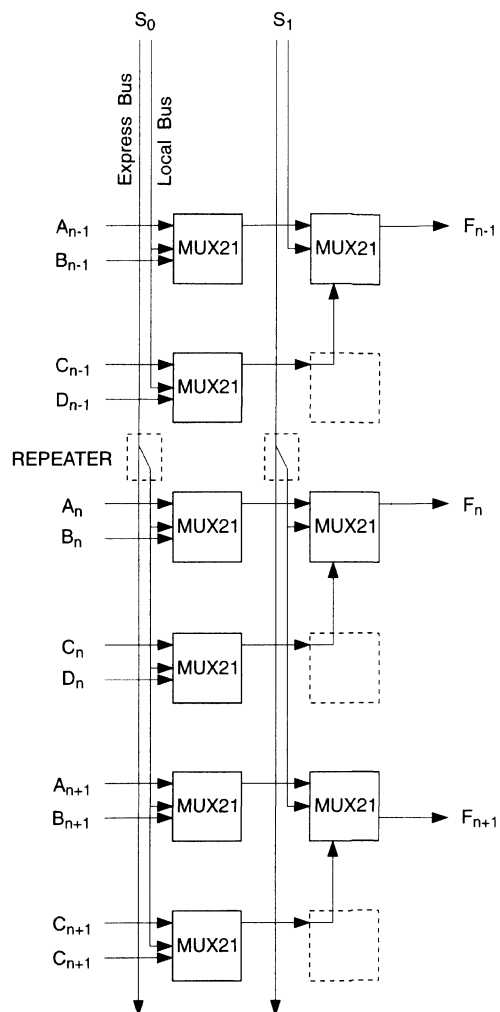 S0 S1
Express Bus
Local Bus
An-1
Bn-1
MUX21 MUX21
Fn-1
Cn-1
Dn-1
MUX21
REPEATER
An
Bn
MUX21 MUX21
Fn
Cn
Dn
MUX21
An+1
Bn+1
MUX21 MUX21
Fn+1
Cn+1
Cn+1
MUX21